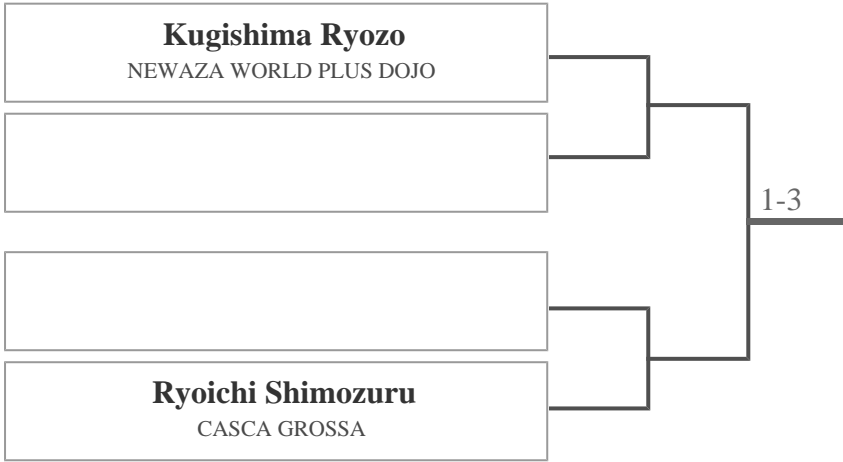 Kugishima Ryozo
NEWAZA WORLD PLUS DOJO
1-3
Ryoichi Shimozuru
CASCA GROSSA